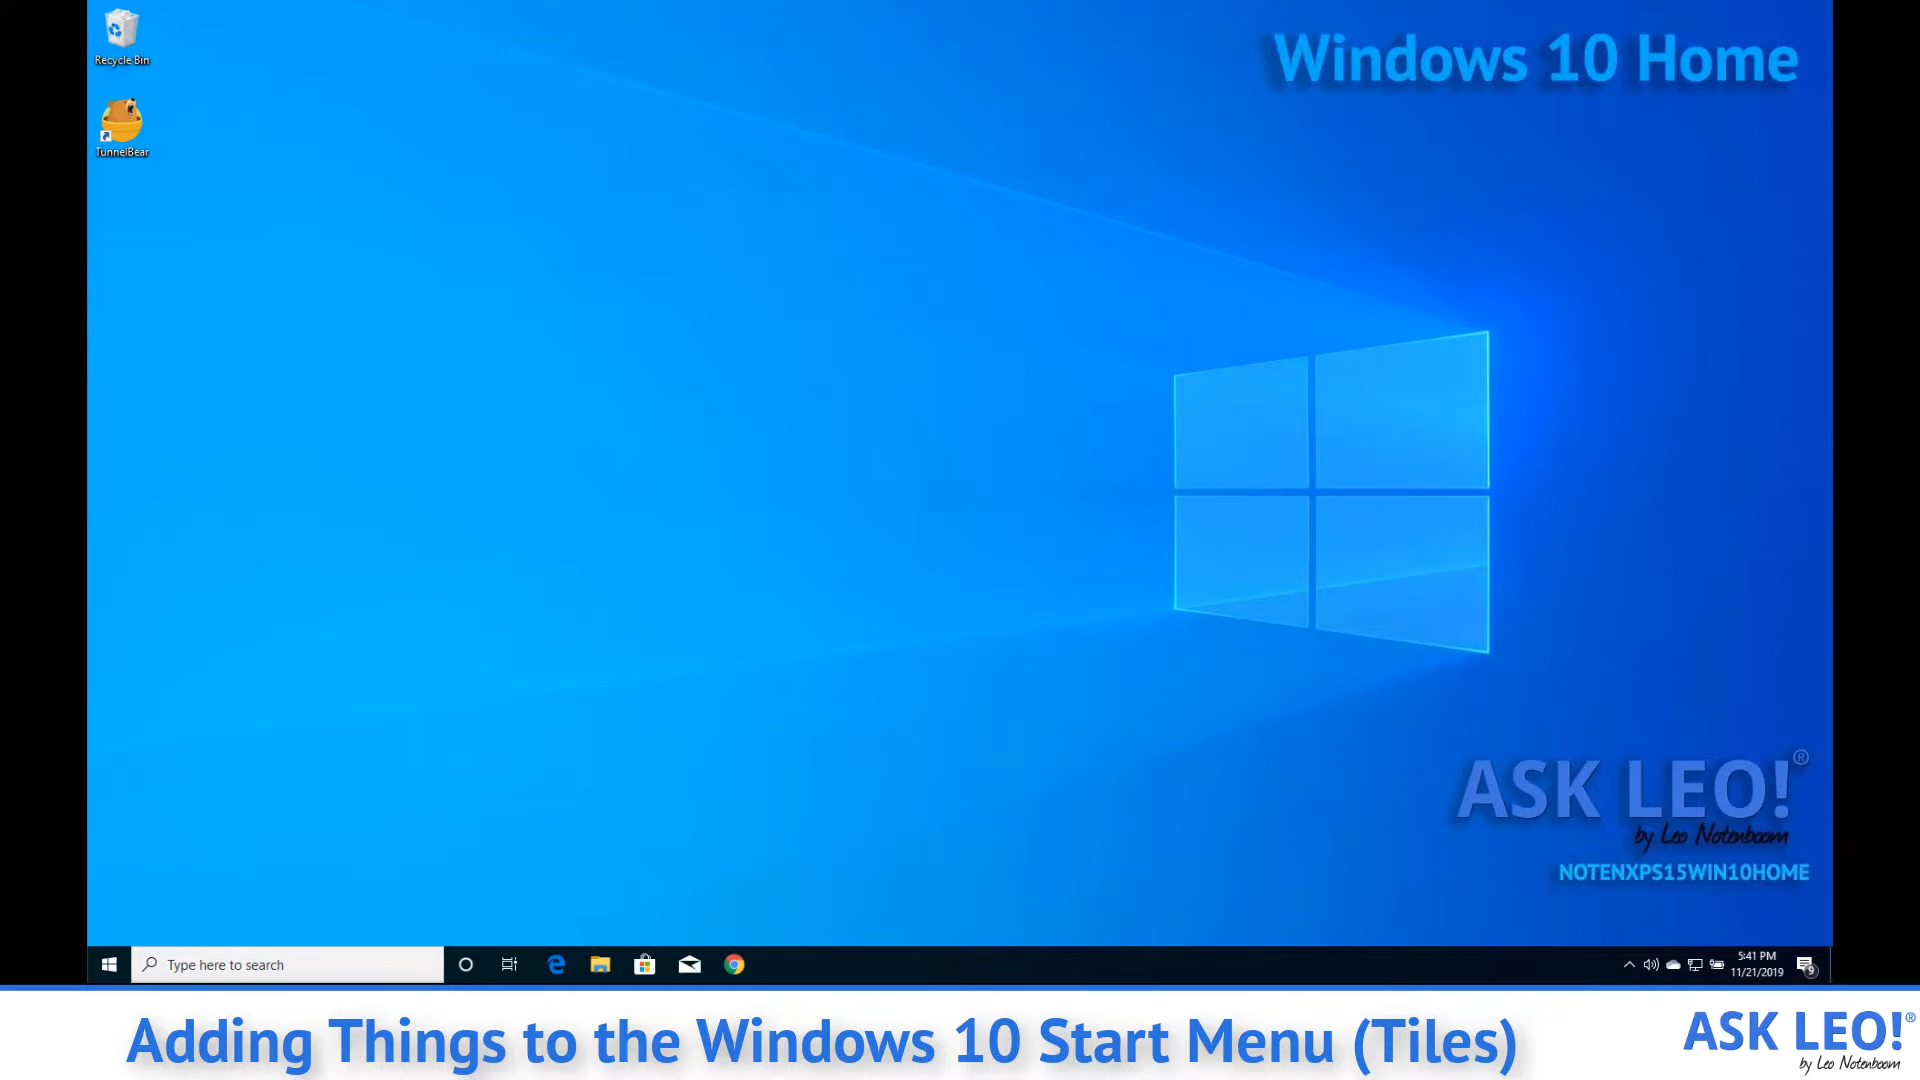 Recycle Bin
TunnelBear
Windows 10 Home
ASK LEO!®
by Leo Notenboom
NOTENXPS15WIN10HOME
Type here to search
5:41 PM
11/21/2019
9
Adding Things to the Windows 10 Start Menu (Tiles)
ASK LEO!®
by Leo Notenboom